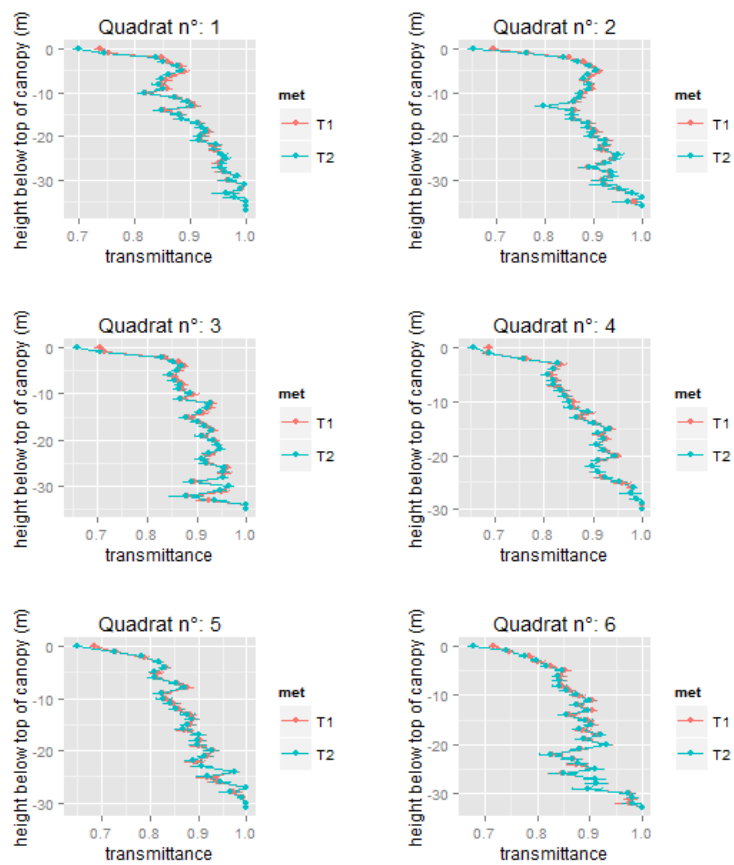 Quadrat n°: 1
height below top of canopy (m)
0
-10
-20
-30
0.7 0.8 0.9 1.0
transmittance
met
T1
T2
Quadrat n°: 2
height below top of canopy (m)
0
-10
-20
-30
0.7 0.8 0.9 1.0
transmittance
met
T1
T2
Quadrat n°: 3
height below top of canopy (m)
0
-10
-20
-30
0.7 0.8 0.9 1.0
transmittance
met
T1
T2
Quadrat n°: 4
height below top of canopy (m)
0
-10
-20
-30
0.7 0.8 0.9 1.0
transmittance
met
T1
T2
Quadrat n°: 5
height below top of canopy (m)
0
-10
-20
-30
0.7 0.8 0.9 1.0
transmittance
met
T1
T2
Quadrat n°: 6
height below top of canopy (m)
0
-10
-20
-30
0.7 0.8 0.9 1.0
transmittance
met
T1
T2